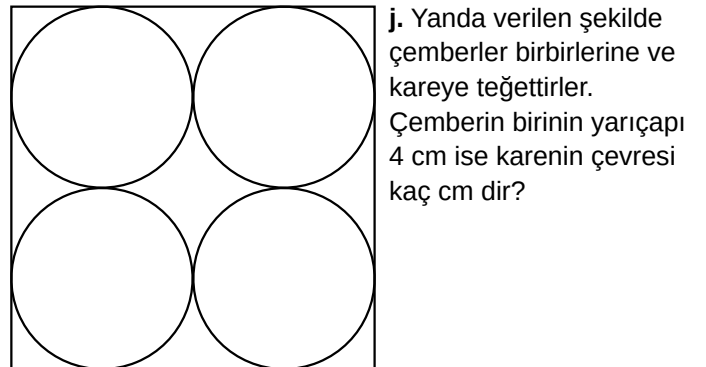 j. Yanda verilen şekilde
çemberler birbirlerine ve
kareye teğettirler.
Çemberin birinin yarıçapı
4 cm ise karenin çevresi
kaç cm dir?